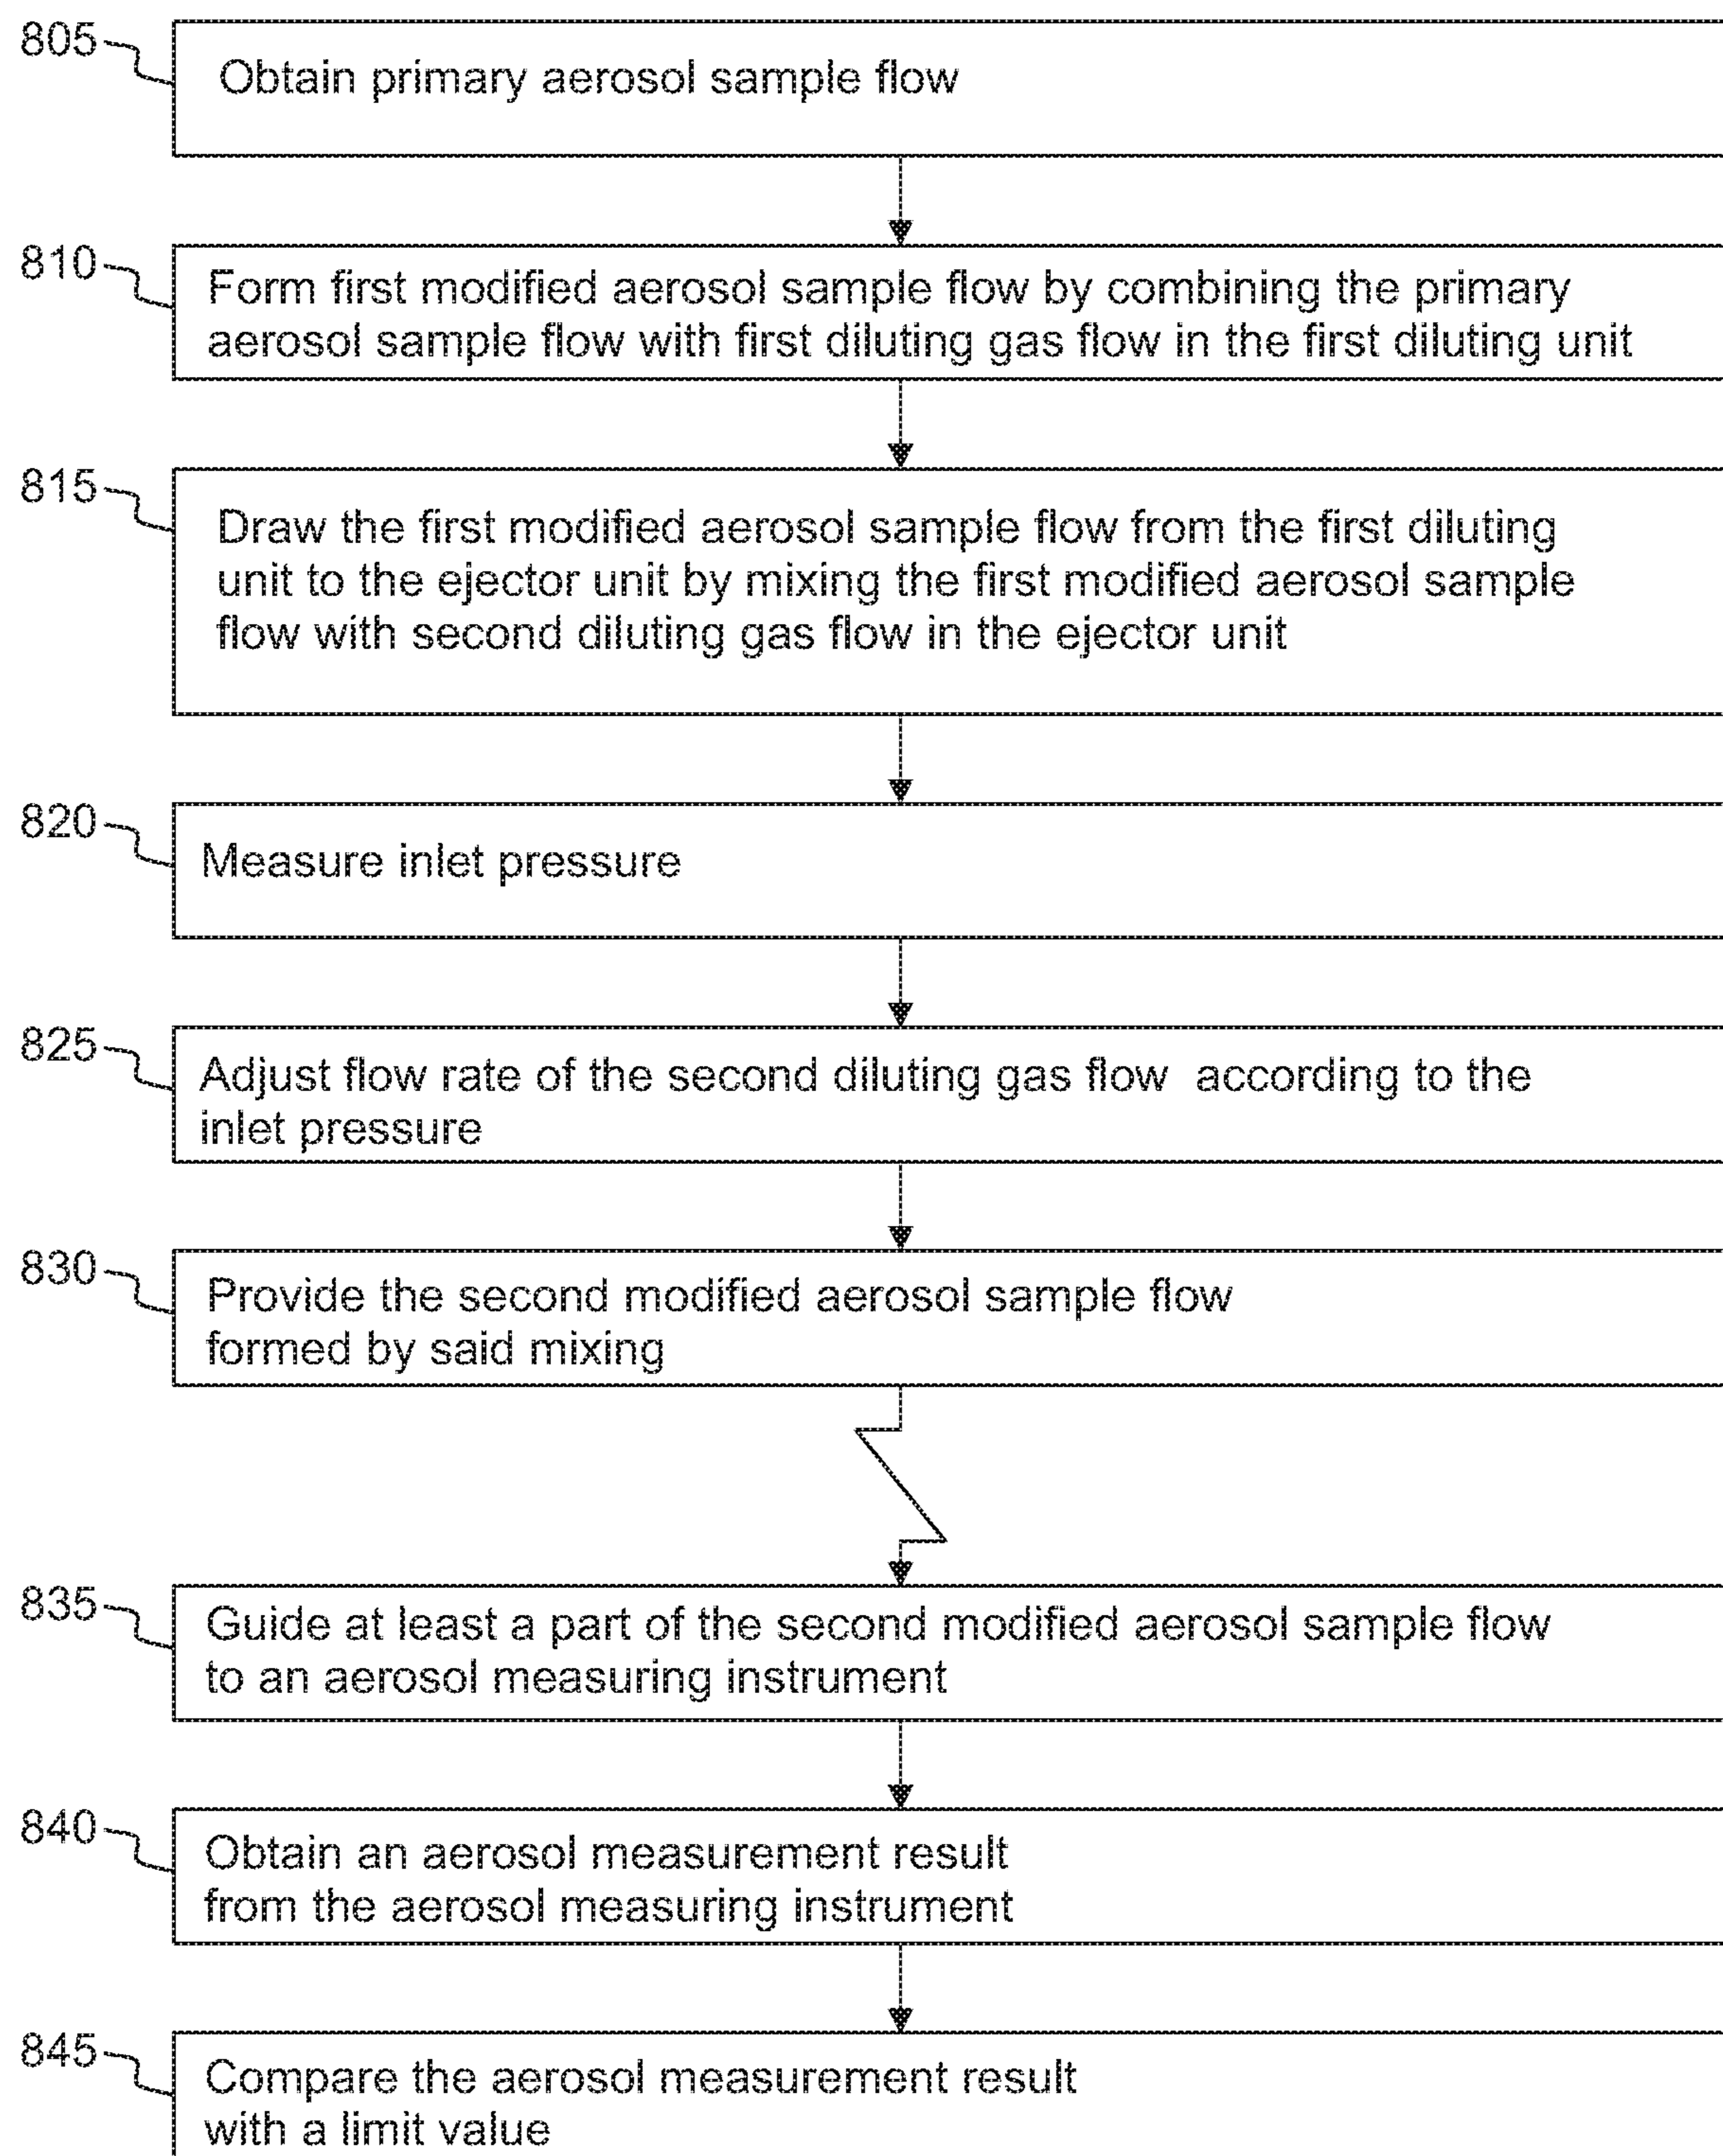 805
Obtain primary aerosol sample flow
810
Form first modified aerosol sample flow by combining the primary
aerosol sample flow with first diluting gas flow in the first diluting unit
815
Draw the first modified aerosol sample flow from the first diluting
unit to the ejector unit by mixing the first modified aerosol sample
flow with second diluting gas flow in the ejector unit
820
Measure inlet pressure
825
Adjust flow rate of the second diluting gas flow according to the
inlet pressure
830
Provide the second modified aerosol sample flow
formed by said mixing
835
Guide at least a part of the second modified aerosol sample flow
to an aerosol measuring instrument
840
Obtain an aerosol measurement result
from the aerosol measuring instrument
845
Compare the aerosol measurement result
with a limit value